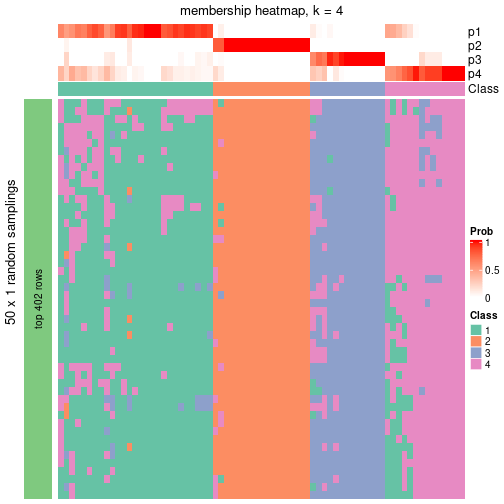 membership heatmap, k = 4
p1
p2
p3
p4
Class
50 x 1 random samplings
top 402 rows
Prob
1
0.5
0
Class
1
2
3
4